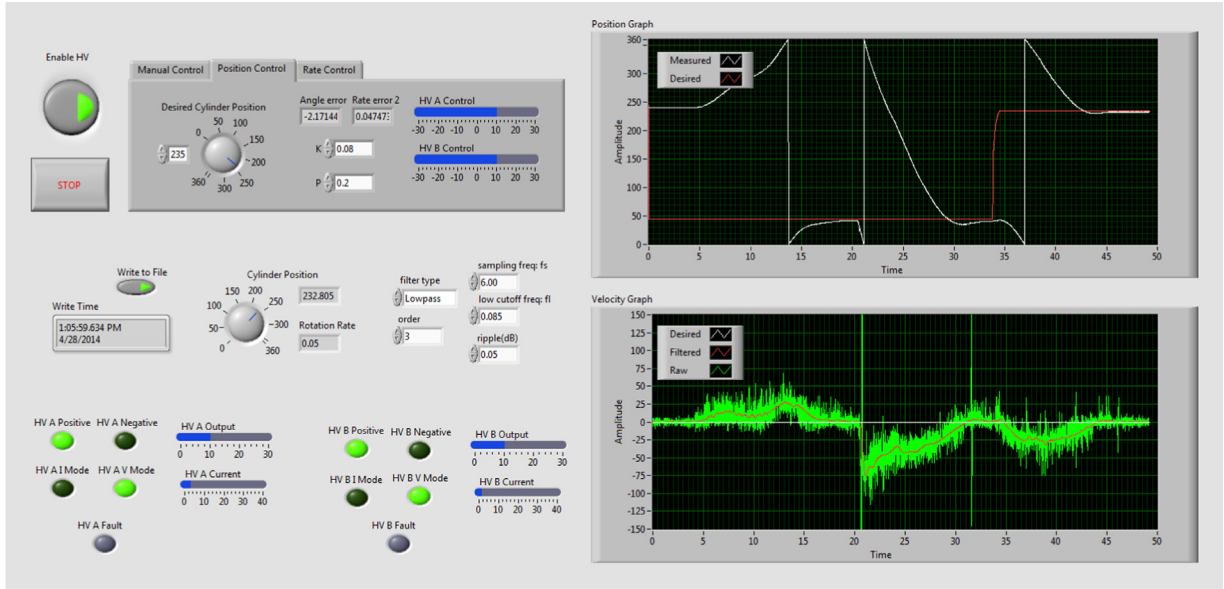 Enable HV
STOP
Manual Control Position Control Rate Control
Desired Cylinder Position
0 50 100 150 200 250 300 360
235
Angle error Rate error 2
-2.17144 0.04747
K 0.08
P 0.2
HV A Control
-30 -20 -10 0 10 20 30
HV B Control
-30 -20 -10 0 10 20 30
Write to File
Write Time
1:05:59.634 PM
4/28/2014
Cylinder Position
0 50 100 150 200 250 300 360
232.805
Rotation Rate
0.05
filter type
Lowpass
order
3
sampling freq: fs
6.00
low cutoff freq: fl
0.085
ripple(dB)
0.05
HV A Positive HV A Negative
HV A Output
0 10 20 30
HV A I Mode HV A V Mode
HV A Current
0 10 20 30 40
HV A Fault
HV B Positive HV B Negative
HV B Output
0 10 20 30
HV B I Mode HV B V Mode
HV B Current
0 10 20 30 40
HV B Fault
Position Graph
Measured
Desired
Amplitude
360
300
250
200
150
100
50
0
0 5 10 15 20 25 30 35 40 45 50
Time
Velocity Graph
Desired
Filtered
Raw
Amplitude
150
125
100
75
50
25
0
-25
-50
-75
-100
-125
-150
0 5 10 15 20 25 30 35 40 45 50
Time